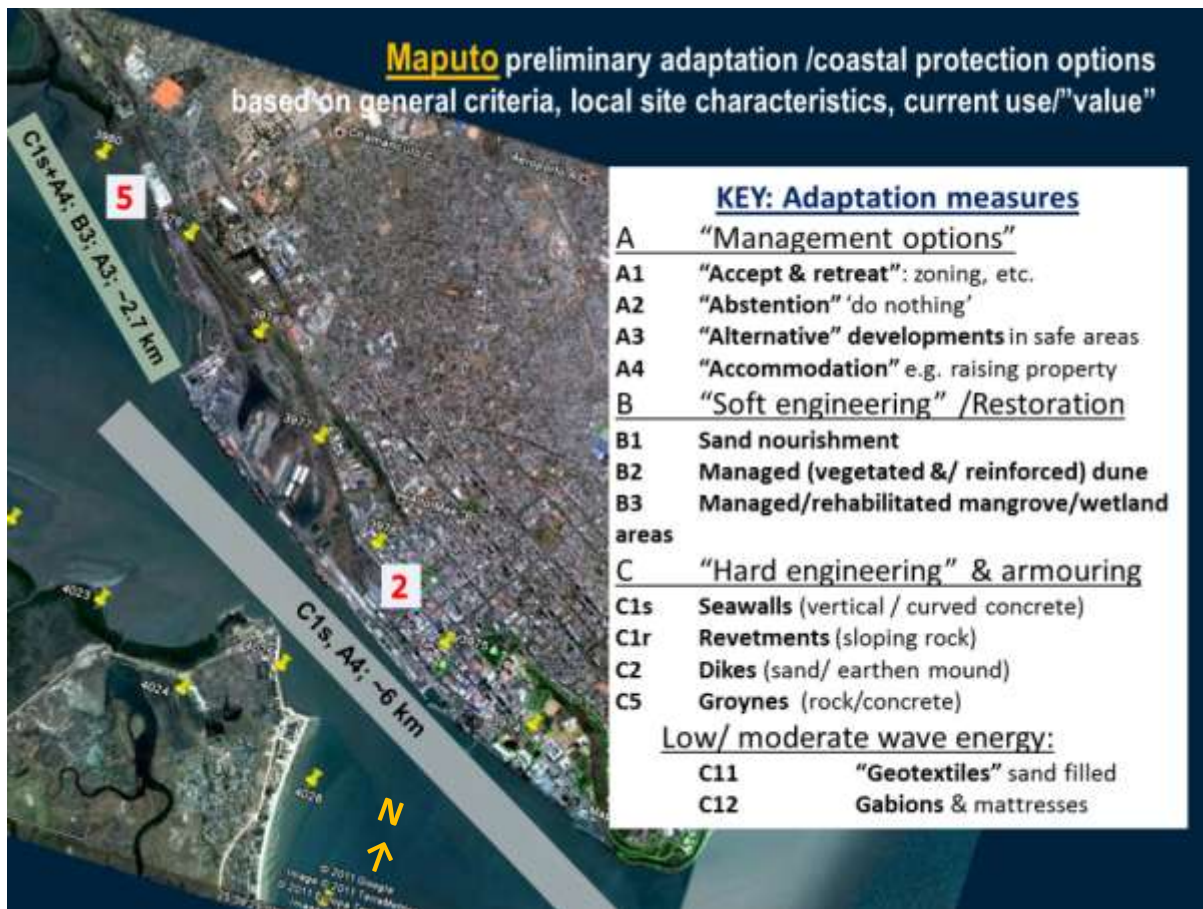 Maputo preliminary adaptation /coastal protection options
based on general criteria, local site characteristics, current use/"value"
3980
C1s+A4; B3; A3; ~2.7 km
5
3977
2
C1s, A4; ~6 km
4023
4024
4026
N
© 2011 Google
KEY: Adaptation measures
A "Management options"
A1 "Accept & retreat": zoning, etc.
A2 "Abstention" 'do nothing'
A3 "Alternative" developments in safe areas
A4 "Accommodation" e.g. raising property
B "Soft engineering" /Restoration
B1 Sand nourishment
B2 Managed (vegetated &/ reinforced) dune
B3 Managed/rehabilitated mangrove/wetland
areas
C "Hard engineering" & armouring
C1s Seawalls (vertical / curved concrete)
C1r Revetments (sloping rock)
C2 Dikes (sand/ earthen mound)
C5 Groynes (rock/concrete)
Low/ moderate wave energy:
C11 "Geotextiles" sand filled
C12 Gabions & mattresses